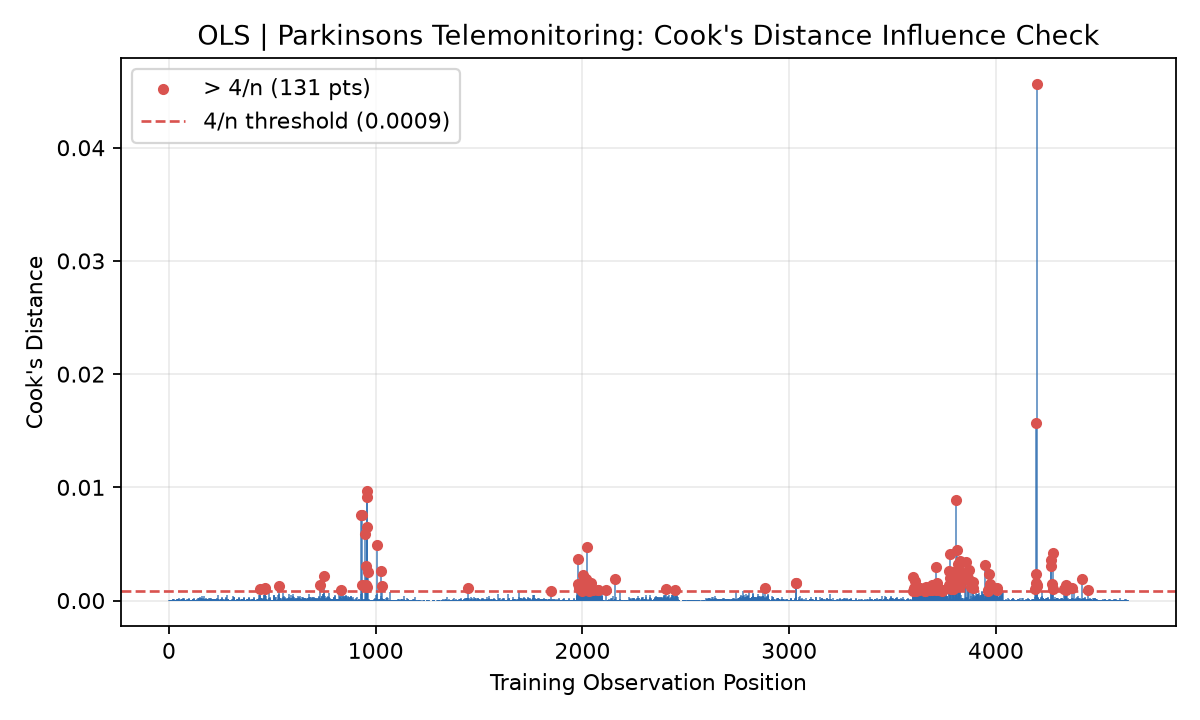 OLS | Parkinsons Telemonitoring: Cook's Distance Influence Check
> 4/n (131 pts)
4/n threshold (0.0009)
Cook's Distance
0.04
0.03
0.02
0.01
0.00
0 1000 2000 3000 4000
Training Observation Position